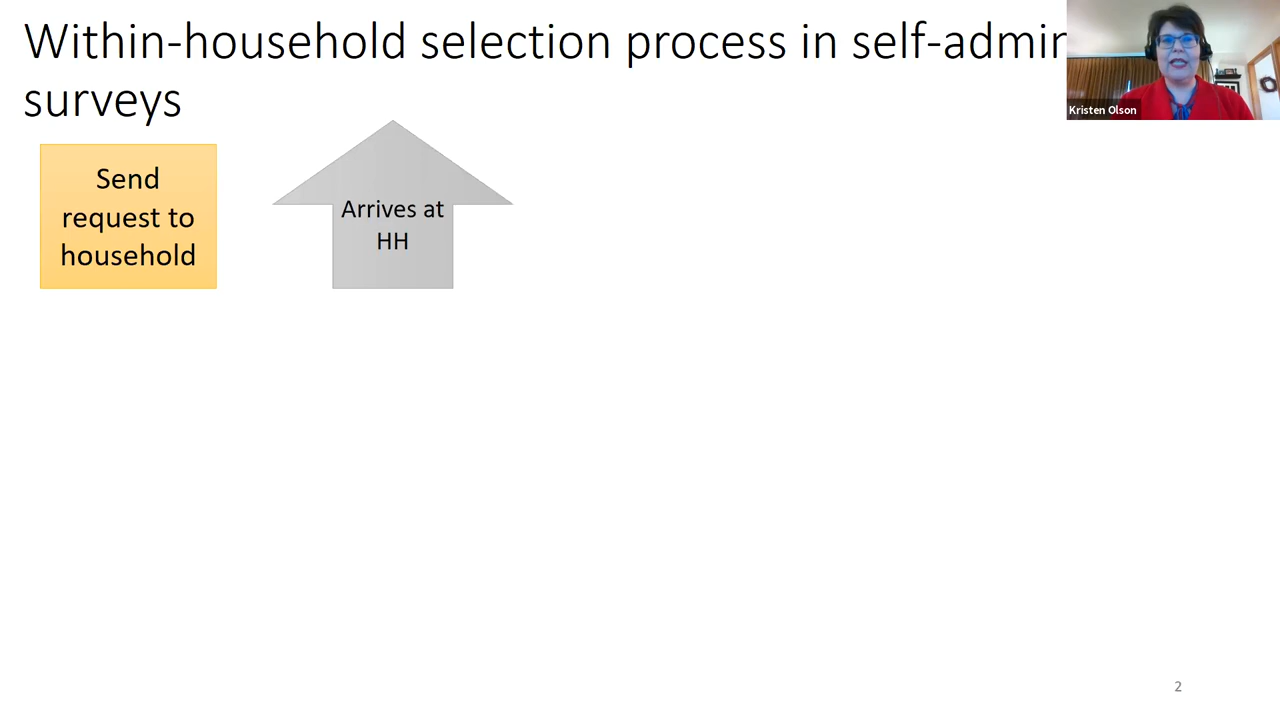 Within-household selection process in self-admin
surveys
Kristen Olson
Send
request to
household
Arrives at
HH
2